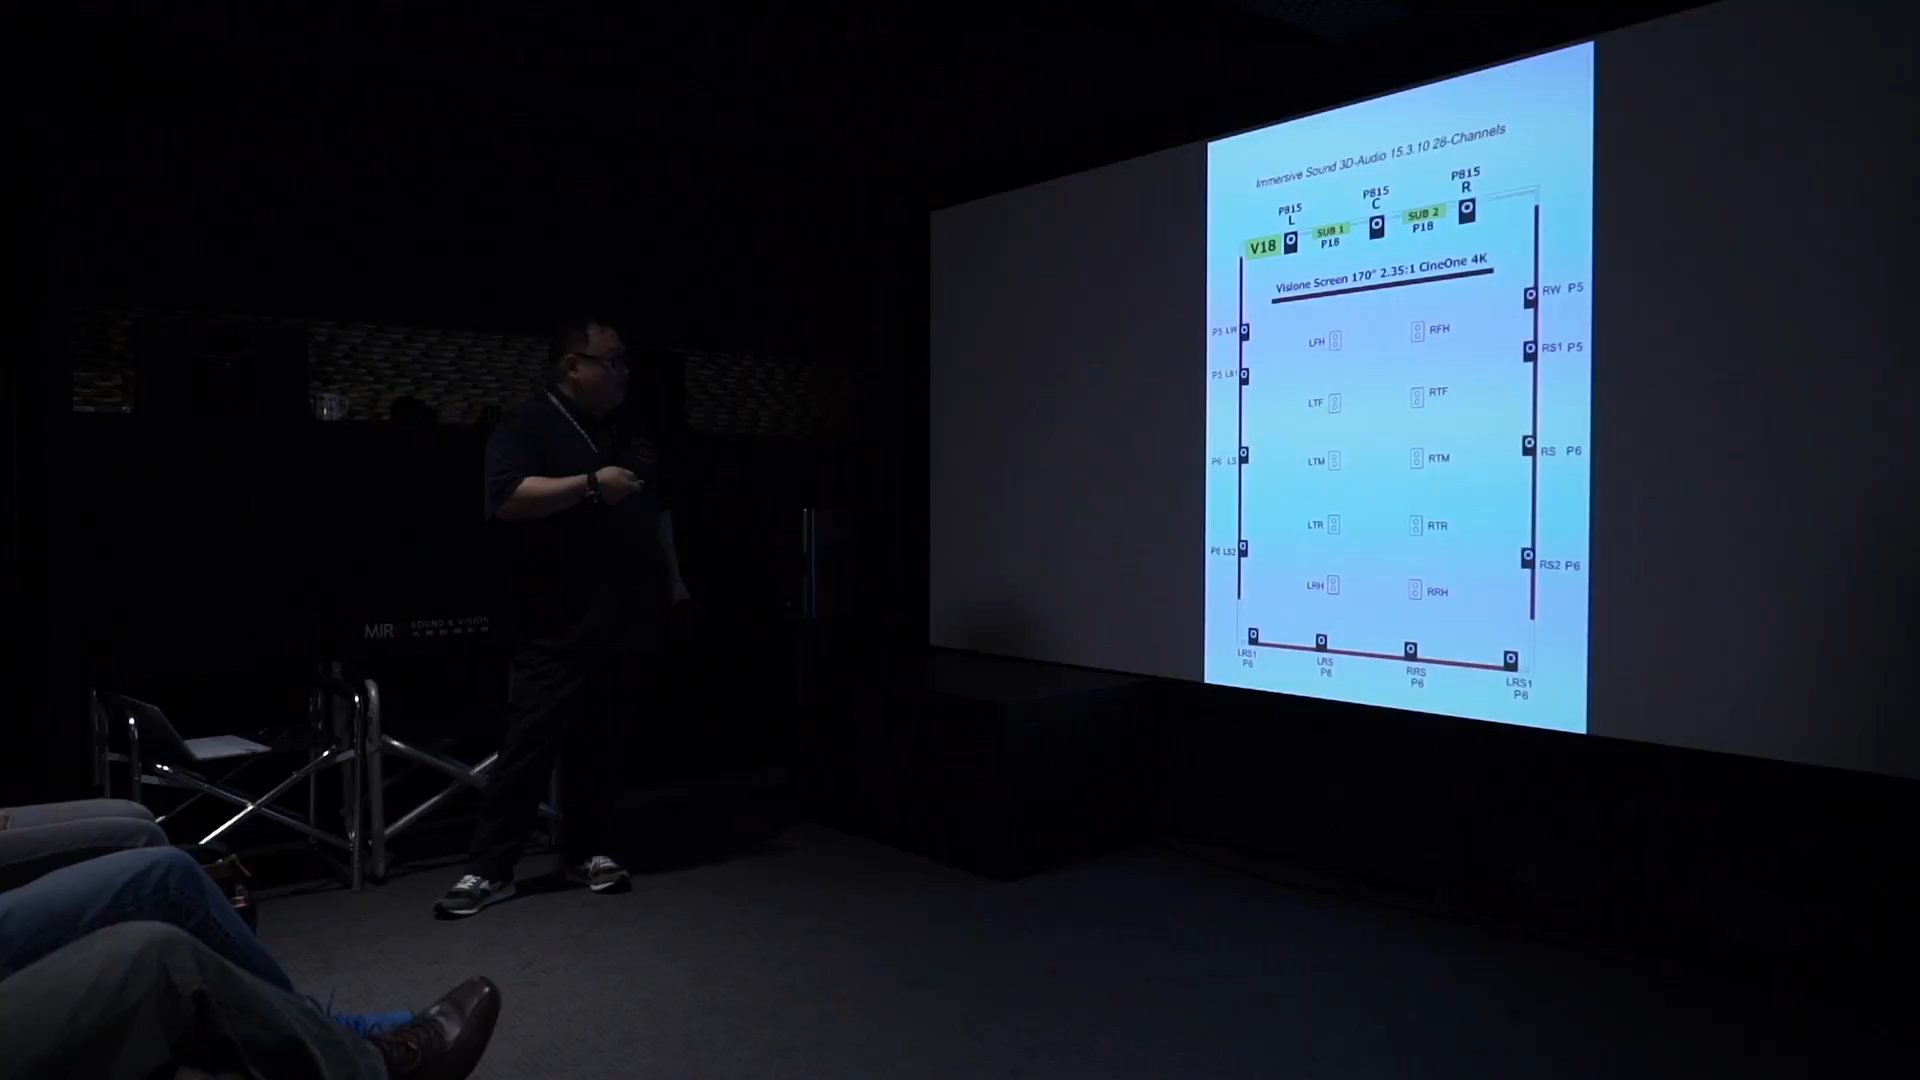 Immersive Sound 3D-Audio 15.3.10 28-Channels
P815
L
P815
C
P815
R
V18
SUB 1
P18
SUB 2
P18
Visione Screen 170" 2.35:1 CineOne 4K
RW P5
P5 LW
LFH
RFH
RS1 P5
P5
LTF
RTF
P6 LS
LTM
RTM
RS P6
LTR
RTR
P6 LS2
RS2 P6
LRH
RRH
LRS1
P6
LRS
P6
RRS
P6
LRS1
P6
MIR
SOUND & VISION